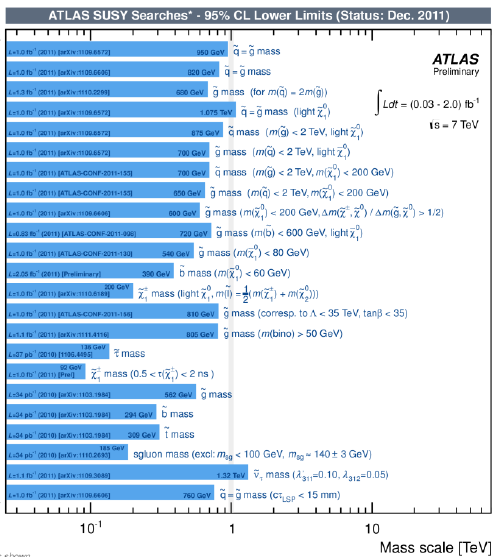 ATLAS SUSY Searches* - 95% CL Lower Limits (Status: Dec. 2011)
ATLAS
Preliminary
∫Ldt = (0.03 - 2.0) fb⁻¹
√s = 7 TeV
L=1.0 fb⁻¹ (2011) [arXiv:1109.6572] 950 GeV q̃ = g̃ mass
L=1.0 fb⁻¹ (2011) [arXiv:1109.6606] 820 GeV q̃ = g̃ mass
L=1.3 fb⁻¹ (2011) [arXiv:1110.2299] 680 GeV g̃ mass (for m(q̃) = 2m(g̃))
L=1.0 fb⁻¹ (2011) [arXiv:1109.6572] 1.075 TeV q̃ = g̃ mass (light χ̃₁⁰)
L=1.0 fb⁻¹ (2011) [arXiv:1109.6572] 875 GeV q̃ mass (m(g̃) < 2 TeV, light χ̃₁⁰)
L=1.0 fb⁻¹ (2011) [arXiv:1109.6572] 700 GeV g̃ mass (m(q̃) < 2 TeV, light χ̃₁⁰)
L=1.0 fb⁻¹ (2011) [ATLAS-CONF-2011-155] 700 GeV q̃ mass (m(g̃) < 2 TeV, m(χ̃₁⁰) < 200 GeV)
L=1.0 fb⁻¹ (2011) [ATLAS-CONF-2011-155] 650 GeV g̃ mass (m(q̃) < 2 TeV, m(χ̃₁⁰) < 200 GeV)
L=1.0 fb⁻¹ (2011) [arXiv:1109.6606] 600 GeV g̃ mass (m(χ̃₁⁰) < 200 GeV, Δm(χ̃±, χ̃⁰) / Δm(g̃, χ̃⁰) > 1/2)
L=0.83 fb⁻¹ (2011) [ATLAS-CONF-2011-098] 720 GeV g̃ mass (m(b̃) < 600 GeV, light χ̃₁⁰)
L=1.0 fb⁻¹ (2011) [ATLAS-CONF-2011-130] 540 GeV g̃ mass (m(χ̃₁⁰) < 80 GeV)
L=2.05 fb⁻¹ (2011) [Preliminary] 390 GeV b̃ mass (m(χ̃₁⁰) < 60 GeV)
L=1.0 fb⁻¹ (2011) [arXiv:1110.6189] 200 GeV χ̃₁± mass (light χ̃₁⁰, m(l̃) = ½(m(χ̃₁±) + m(χ̃₂⁰)))
L=1.0 fb⁻¹ (2011) [ATLAS-CONF-2011-156] 810 GeV g̃ mass (corresp. to Λ < 35 TeV, tanβ < 35)
L=1.1 fb⁻¹ (2011) [arXiv:1111.4116] 805 GeV g̃ mass (m(bino) > 50 GeV)
L=37 pb⁻¹ (2010) [1106.4495] 136 GeV τ̃ mass
L=1.0 fb⁻¹ (2011) [Prel] 92 GeV χ̃₁± mass (0.5 < τ(χ̃₁±) < 2 ns )
L=34 pb⁻¹ (2010) [arXiv:1103.1984] 562 GeV g̃ mass
L=34 pb⁻¹ (2010) [arXiv:1103.1984] 294 GeV b̃ mass
L=34 pb⁻¹ (2010) [arXiv:1103.1984] 309 GeV t̃ mass
L=34 pb⁻¹ (2010) [arXiv:1110.2693] 185 GeV sgluon mass (excl: m_sg < 100 GeV, m_sg ≈ 140 ± 3 GeV)
L=1.1 fb⁻¹ (2011) [arXiv:1109.3089] 1.32 TeV ν̃τ mass (λ'₃₁₁=0.10, λ₃₁₂=0.05)
L=1.0 fb⁻¹ (2011) [arXiv:1109.6606] 760 GeV q̃ = g̃ mass (cτ_LSP < 15 mm)
10⁻¹ 1 10
Mass scale [TeV]
shown